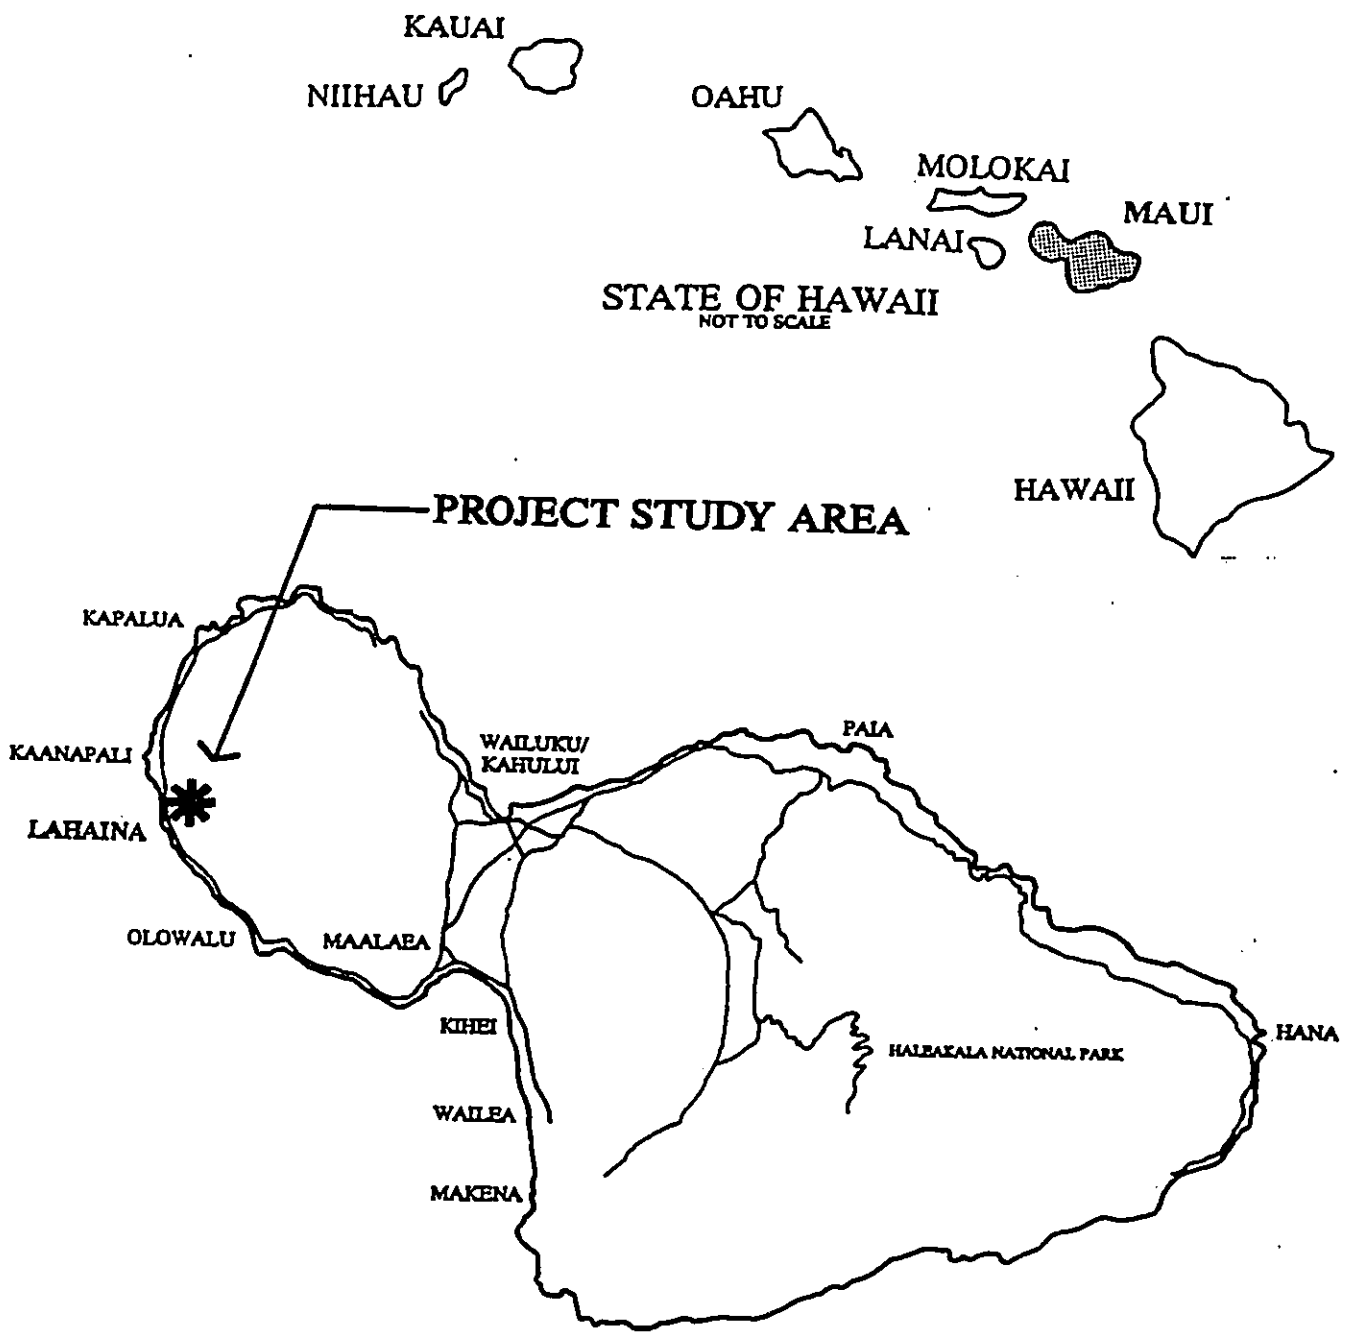 KAUAI
NIIHAU
OAHU
MOLOKAI
MAUI
LANAI
STATE OF HAWAII
NOT TO SCALE
HAWAII
PROJECT STUDY AREA
KAPALUA
PAIA
WAILUKU/
KAHULUI
KAANAPALI
LAHAINA
OLOWALU
MAALAEA
KIHEI
HANA
HALEAKALA NATIONAL PARK
WAILEA
MAKENA